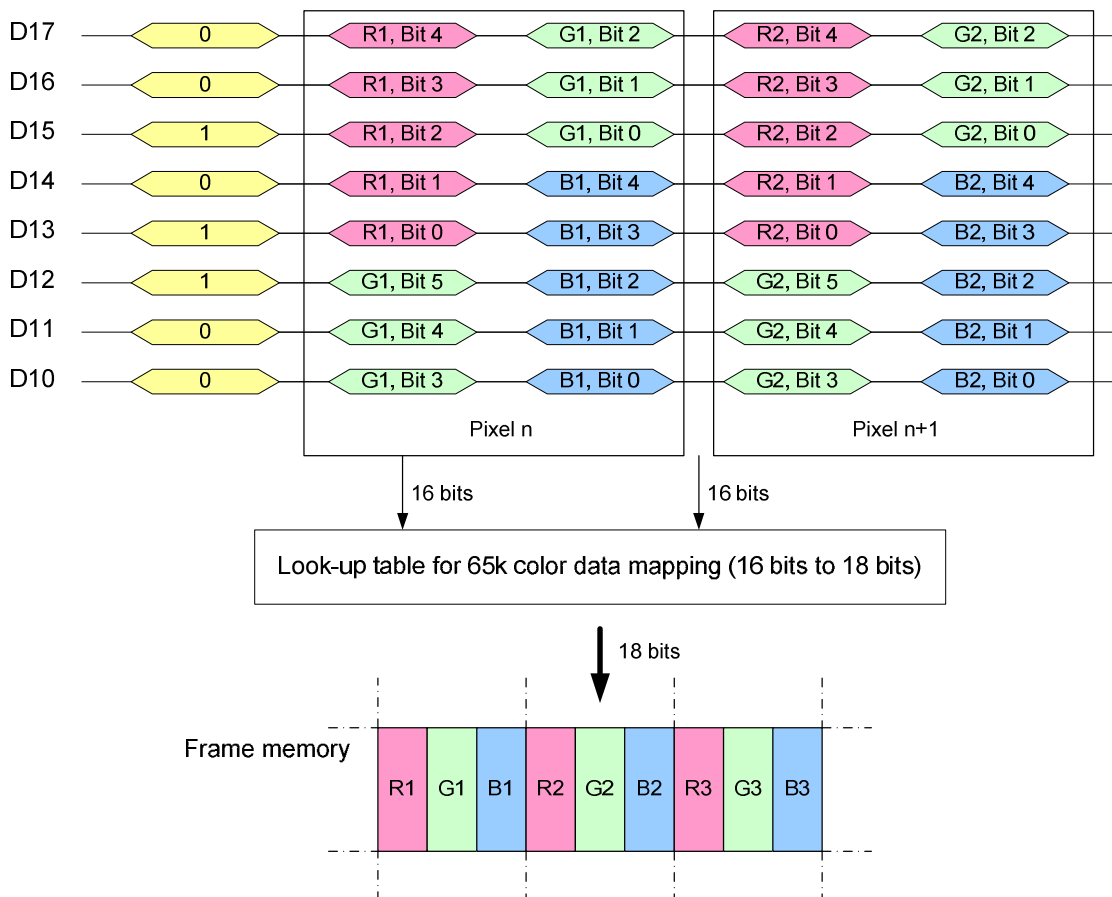 D17 0 R1, Bit 4 G1, Bit 2 R2, Bit 4 G2, Bit 2
D16 0 R1, Bit 3 G1, Bit 1 R2, Bit 3 G2, Bit 1
D15 1 R1, Bit 2 G1, Bit 0 R2, Bit 2 G2, Bit 0
D14 0 R1, Bit 1 B1, Bit 4 R2, Bit 1 B2, Bit 4
D13 1 R1, Bit 0 B1, Bit 3 R2, Bit 0 B2, Bit 3
D12 1 G1, Bit 5 B1, Bit 2 G2, Bit 5 B2, Bit 2
D11 0 G1, Bit 4 B1, Bit 1 G2, Bit 4 B2, Bit 1
D10 0 G1, Bit 3 B1, Bit 0 G2, Bit 3 B2, Bit 0
Pixel n Pixel n+1
16 bits 16 bits
Look-up table for 65k color data mapping (16 bits to 18 bits)
18 bits
Frame memory
R1 G1 B1 R2 G2 B2 R3 G3 B3